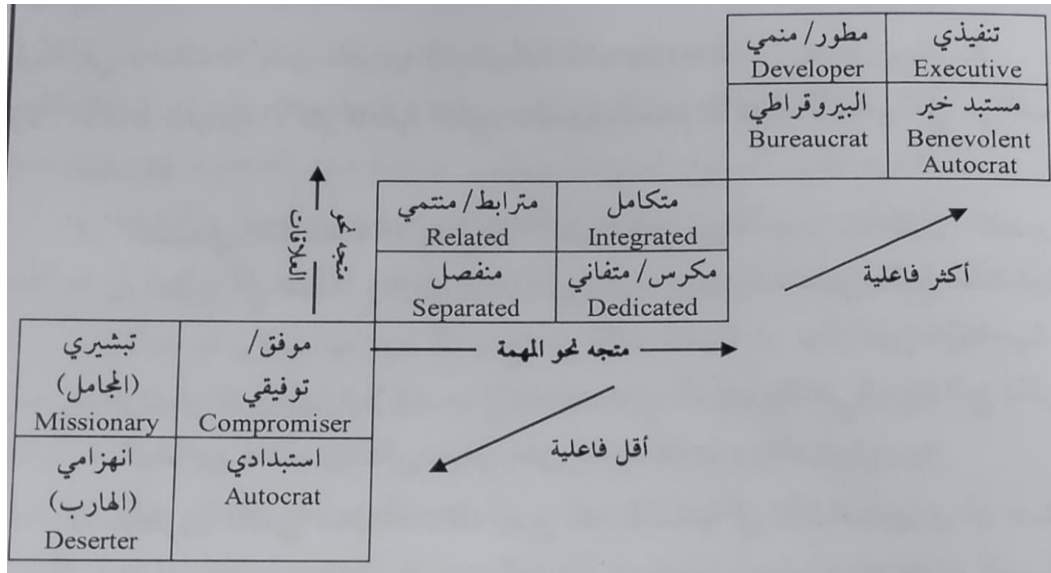 مطور/ منمي
Developer
تنفيذي
Executive
البيروقراطي
Bureaucrat
مستبد خير
Benevolent
Autocrat
متجه نحو
العلاقات
مترابط/ منتمي
Related
متكامل
Integrated
منفصل
Separated
مكرس/ متفاني
Dedicated
أكثر فاعلية
متجه نحو المهمة
أقل فاعلية
تبشيري
(المجامل)
Missionary
موفق/
توفيقي
Compromiser
انهزامي
(الهارب)
Deserter
استبدادي
Autocrat